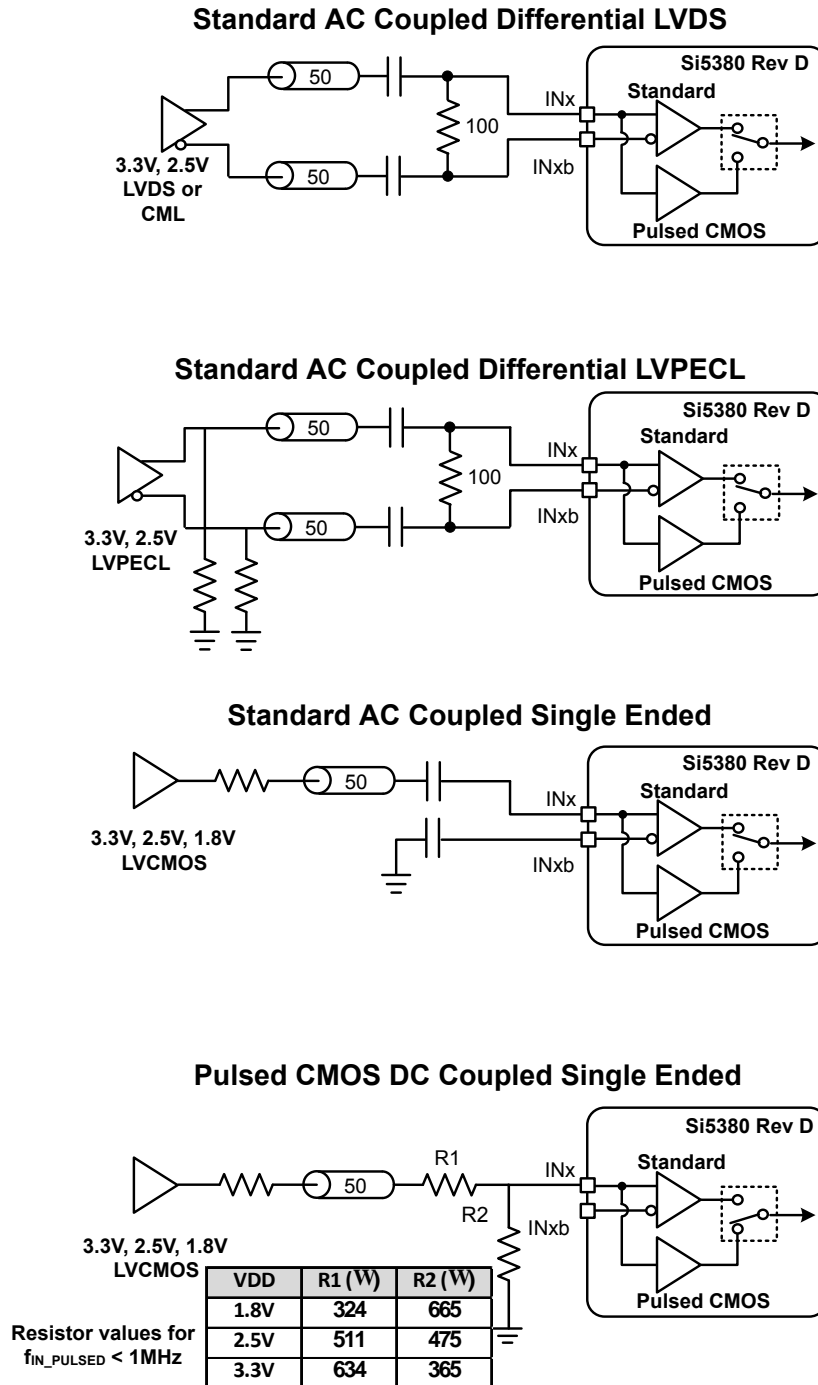 Standard AC Coupled Differential LVDS
Si5380 Rev D
Standard
50
INx
100
50
INxb
3.3V, 2.5V
LVDS or
CML
Pulsed CMOS
Standard AC Coupled Differential LVPECL
Si5380 Rev D
Standard
50
INx
100
50
INxb
3.3V, 2.5V
LVPECL
Pulsed CMOS
Standard AC Coupled Single Ended
Si5380 Rev D
Standard
50
INx
3.3V, 2.5V, 1.8V
LVCMOS
INxb
Pulsed CMOS
Pulsed CMOS DC Coupled Single Ended
Si5380 Rev D
Standard
R1
INx
50
R2
INxb
3.3V, 2.5V, 1.8V
LVCMOS
Pulsed CMOS
VDD R1 (W) R2 (W)
1.8V 324 665
2.5V 511 475
3.3V 634 365
Resistor values for
fIN_PULSED < 1MHz